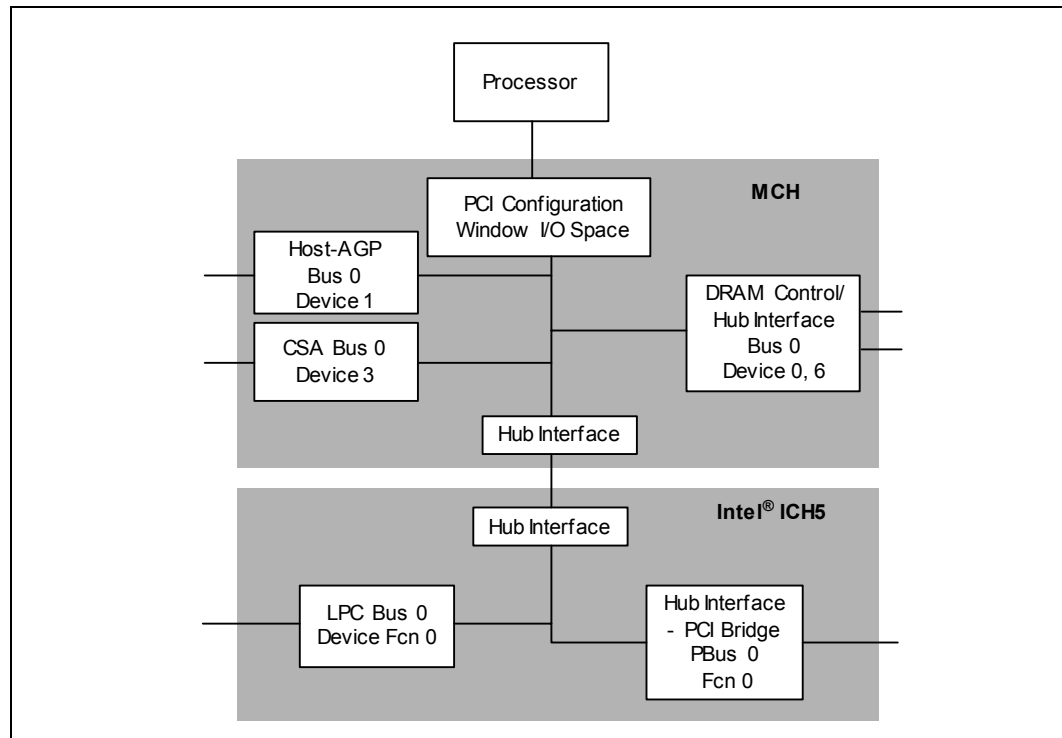 Processor
MCH
PCI Configuration
Window I/O Space
Host-AGP
Bus 0
Device 1
DRAM Control/
Hub Interface
Bus 0
Device 0, 6
CSA Bus 0
Device 3
Hub Interface
Intel® ICH5
Hub Interface
LPC Bus 0
Device Fcn 0
Hub Interface
- PCI Bridge
PBus 0
Fcn 0